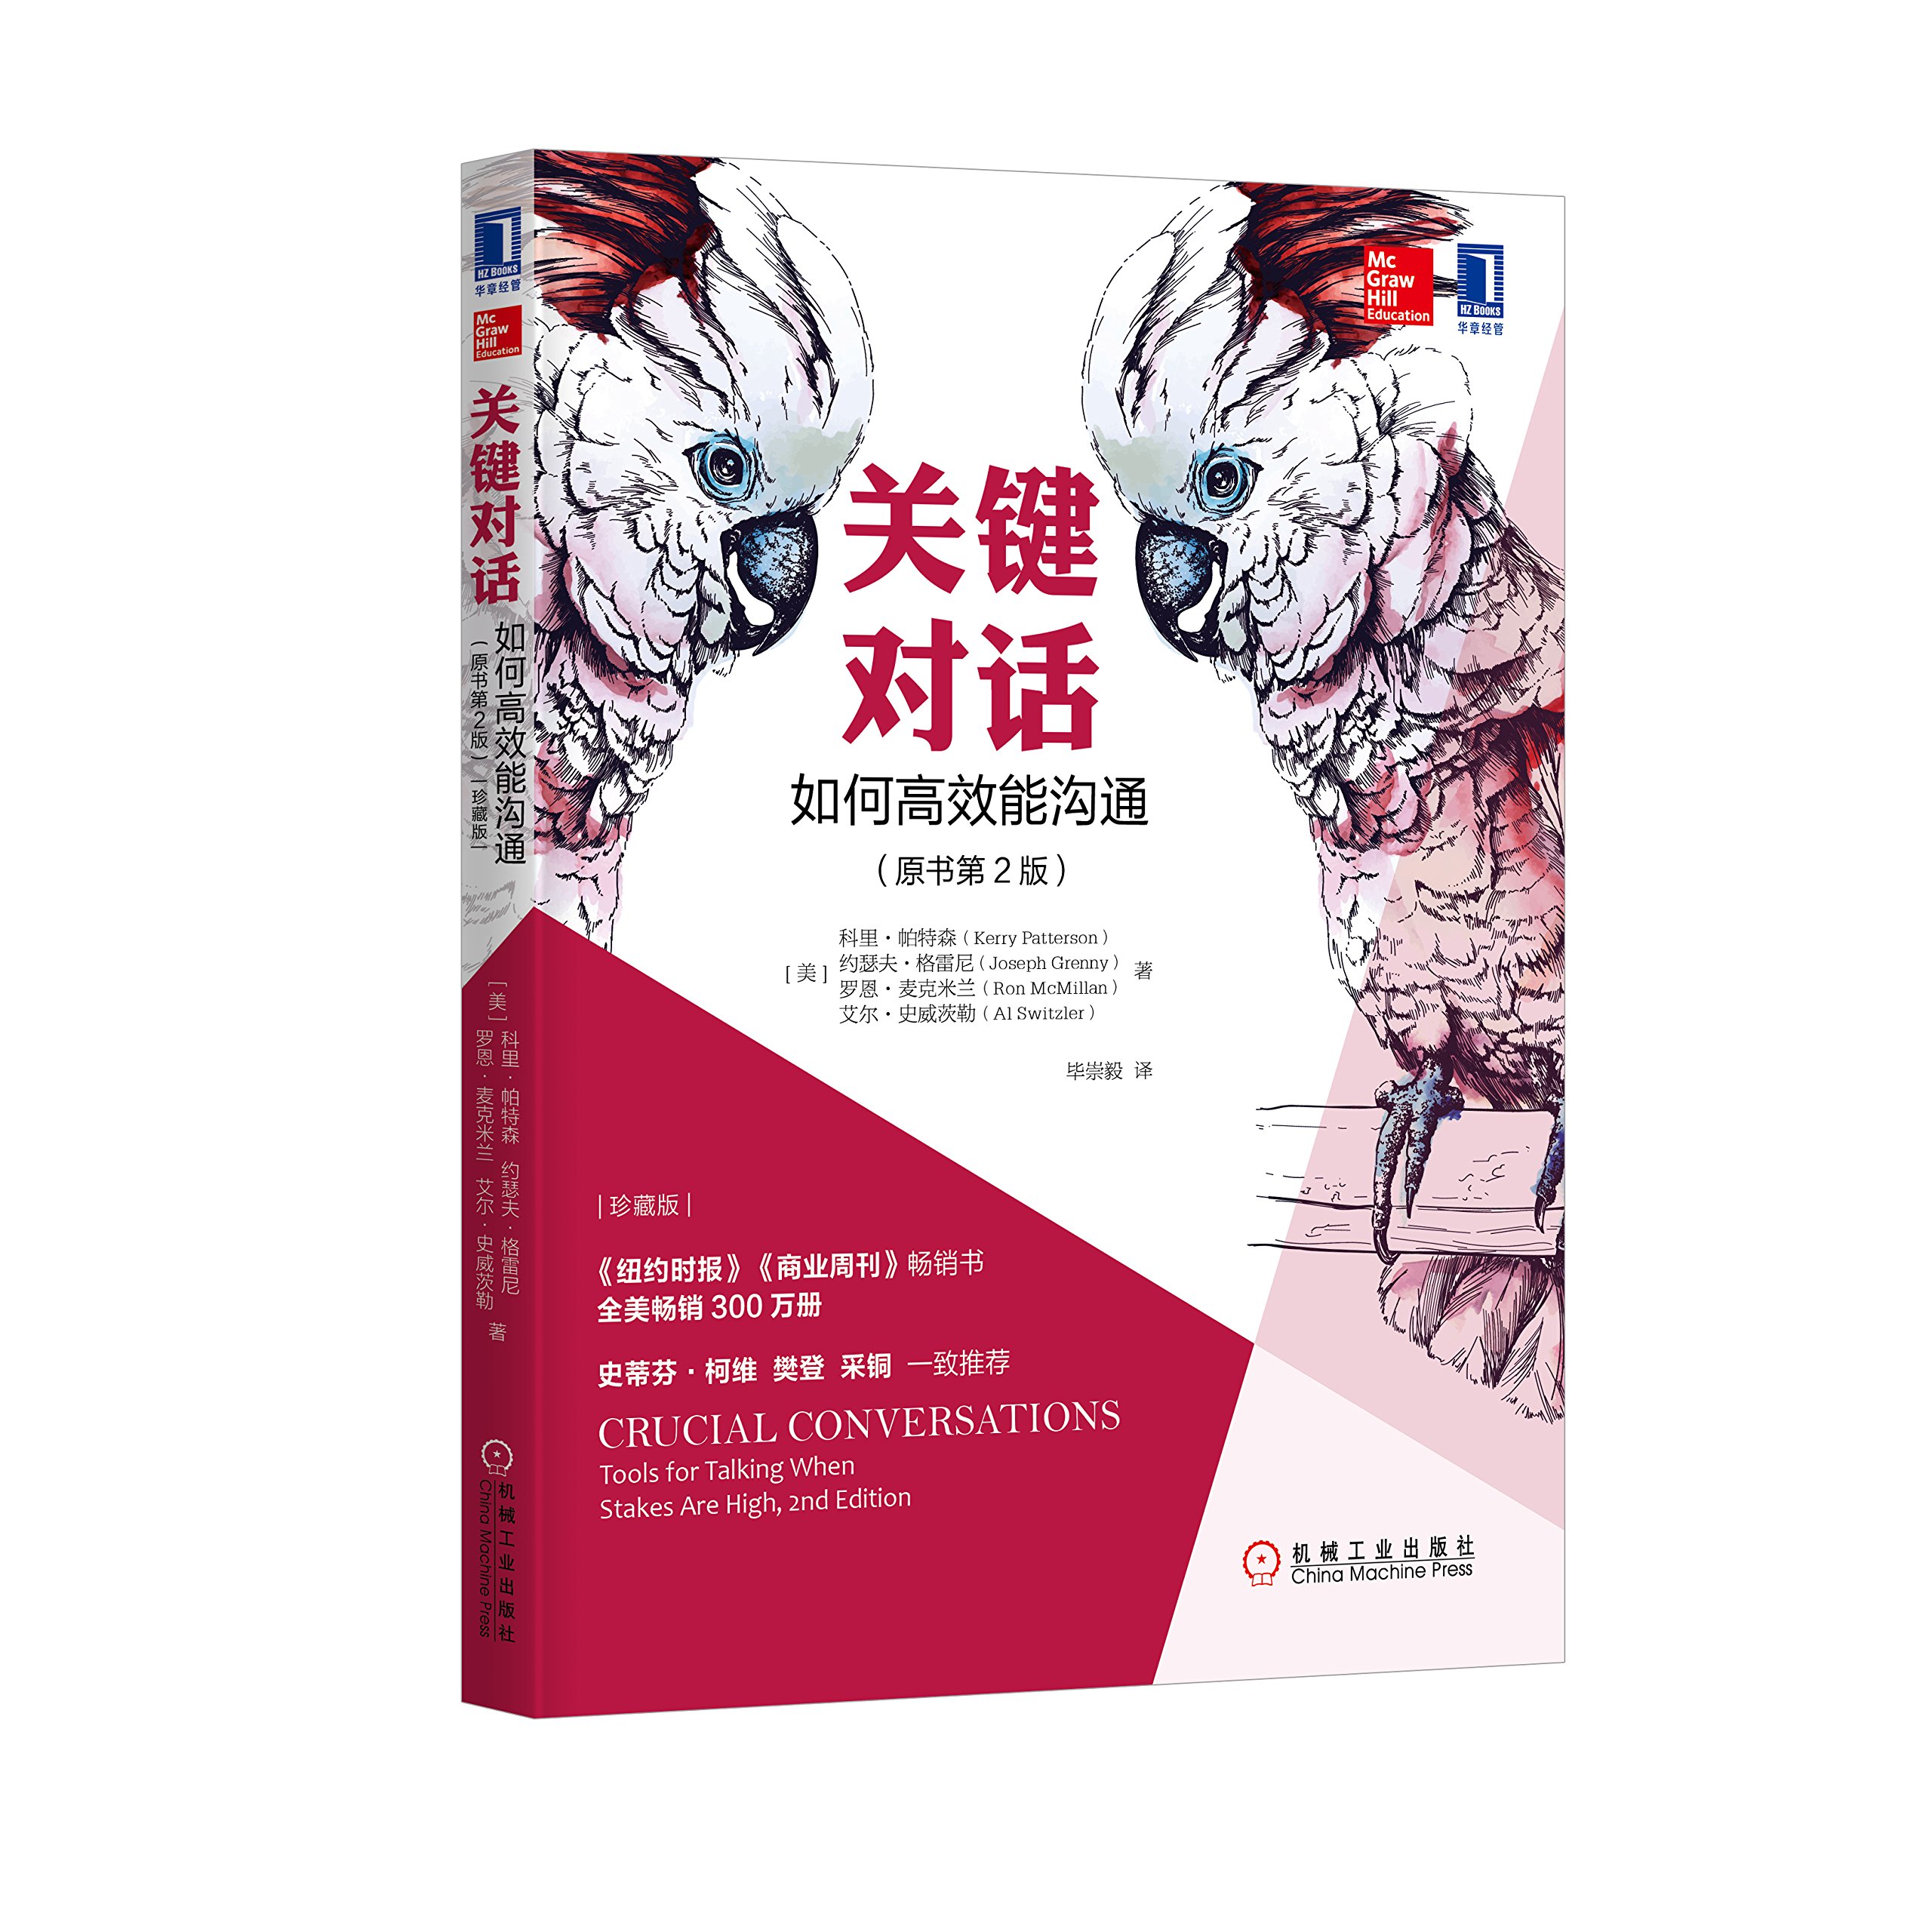 HZ BOOKS
华章经管
Mc
Graw
Hill
Education
关键对话
如何高效能沟通
（原书第2版）|珍藏版|
[美] 科里·帕特森 约瑟夫·格雷尼
罗恩·麦克米兰 艾尔·史威茨勒 著
机械工业出版社
China Machine Press
Mc
Graw
Hill
Education
HZ BOOKS
华章经管
关键
对话
如何高效能沟通
（原书第2版）
科里·帕特森（Kerry Patterson）
[美] 约瑟夫·格雷尼（Joseph Grenny） 著
罗恩·麦克米兰（Ron McMillan）
艾尔·史威茨勒（Al Switzler）
毕崇毅 译
|珍藏版|
《纽约时报》《商业周刊》畅销书
全美畅销300万册
史蒂芬·柯维 樊登 采铜 一致推荐
CRUCIAL CONVERSATIONS
Tools for Talking When
Stakes Are High, 2nd Edition
机械工业出版社
China Machine Press